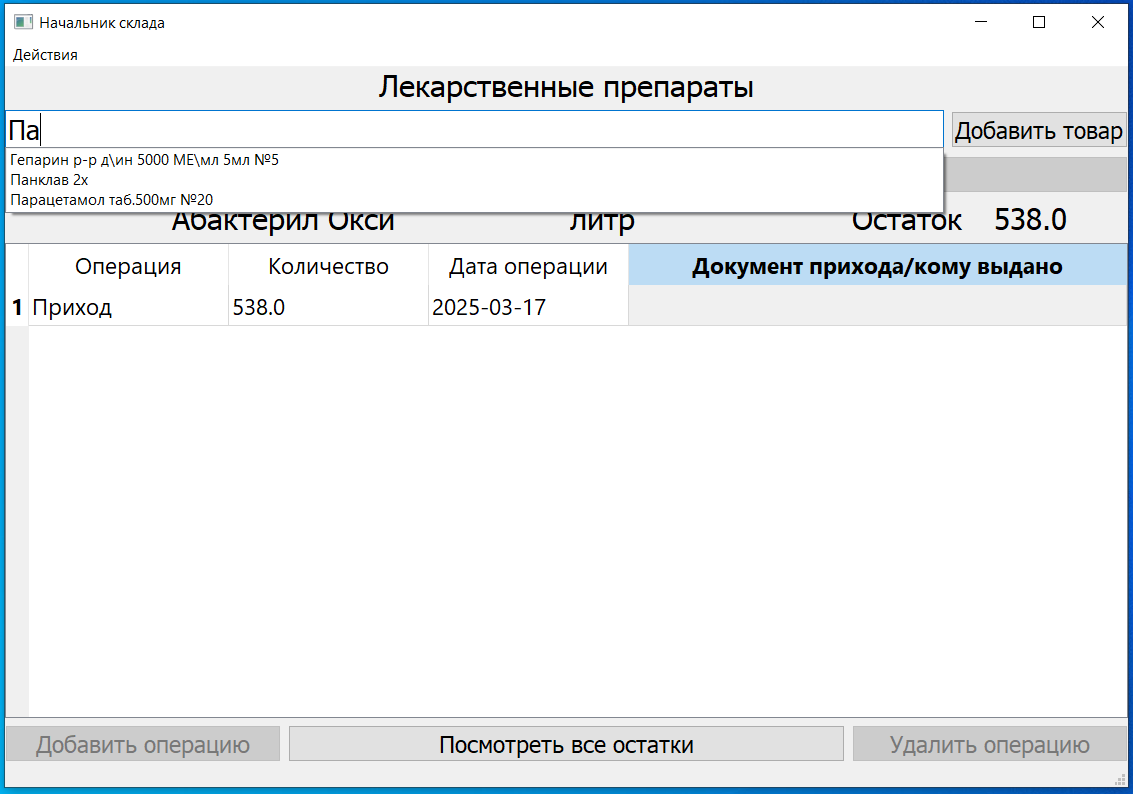 Начальник склада
Действия
Лекарственные препараты
Па Добавить товар
Гепарин р-р д\ин 5000 МЕ\мл 5мл №5
Панклав 2х
Парацетамол таб.500мг №20
Абактерил Окси литр Остаток 538.0
Операция Количество Дата операции Документ прихода/кому выдано
1 Приход 538.0 2025-03-17
Добавить операцию Посмотреть все остатки Удалить операцию